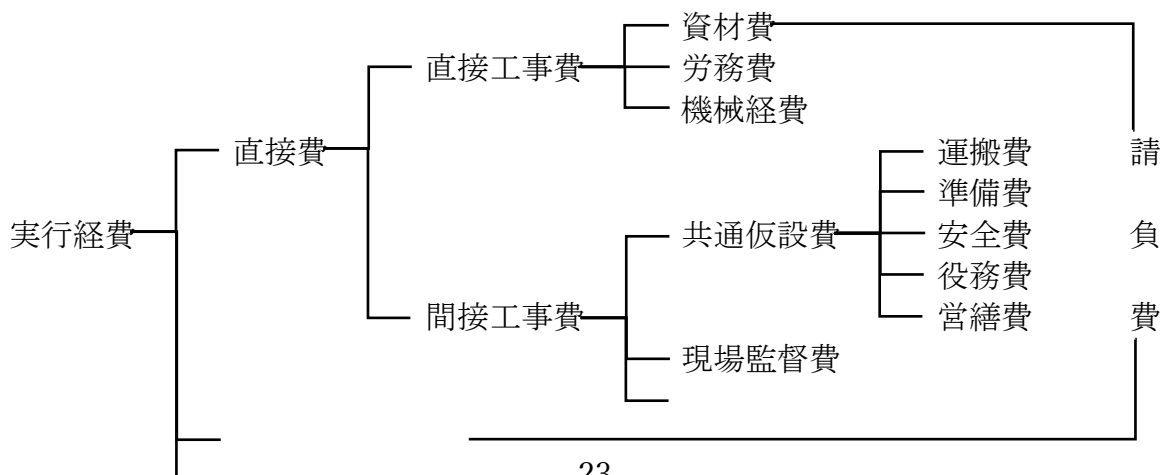 資材費
直接工事費 労務費
機械経費
直接費 運搬費 請
準備費
実行経費 共通仮設費 安全費 負
役務費
間接工事費 営繕費 費
現場監督費
23